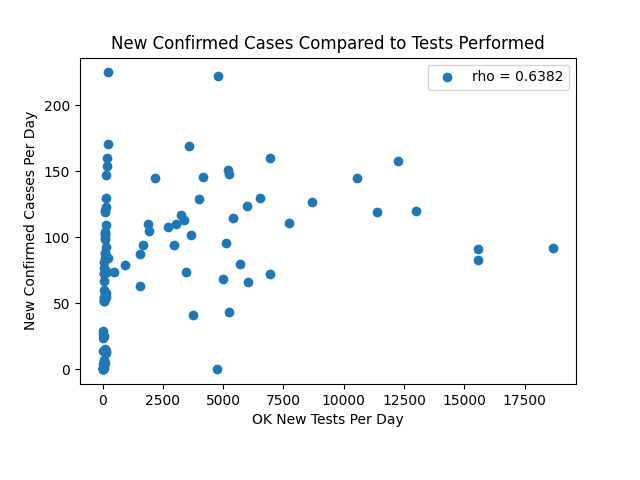 New Confirmed Cases Compared to Tests Performed
rho = 0.6382
New Confirmed Caeses Per Day
200
150
100
50
0
0 2500 5000 7500 10000 12500 15000 17500
OK New Tests Per Day